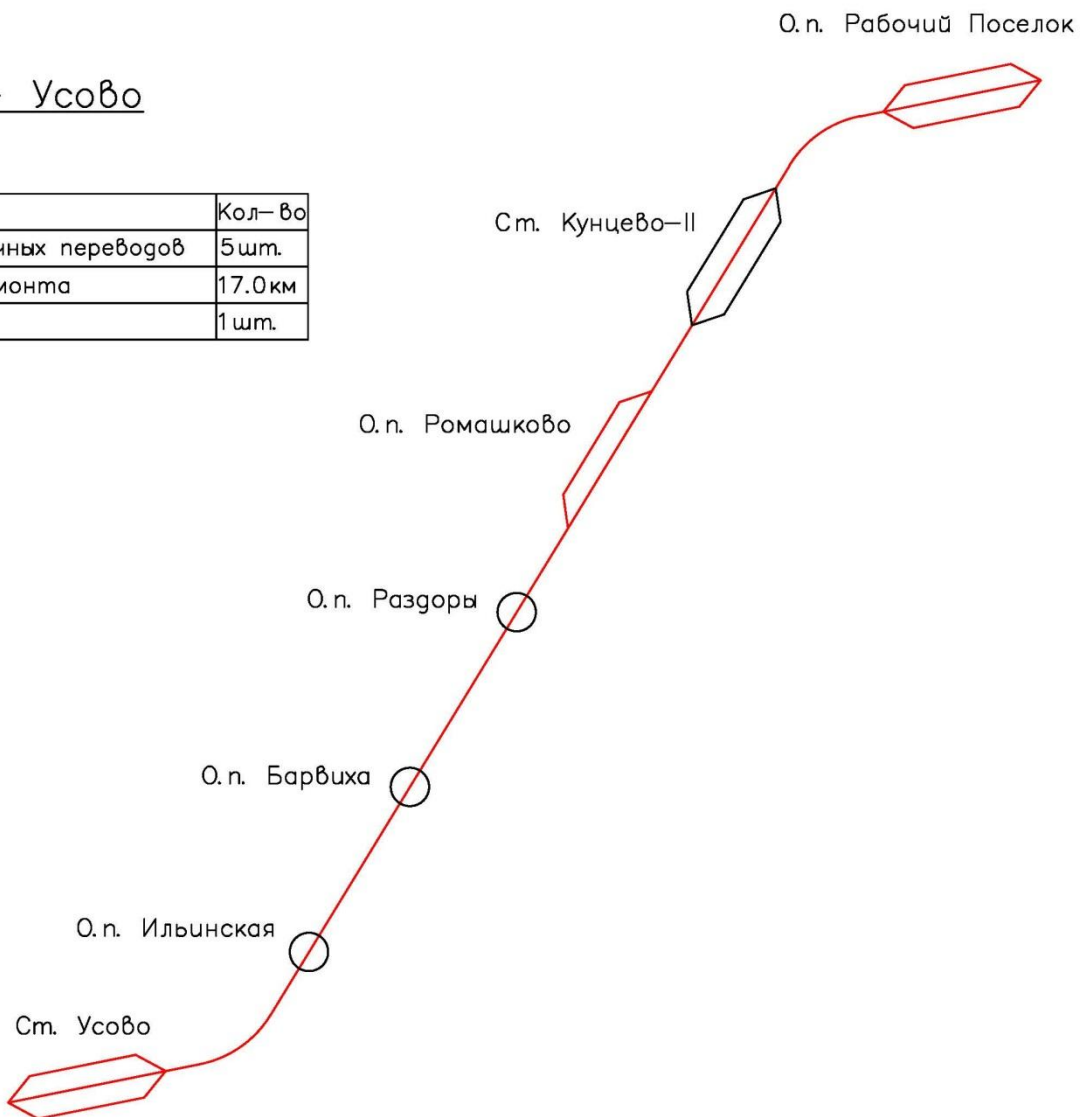 О.п. Рабочий Поселок
Усово
Кол-во
чных переводов 5шт.
монта 17.0км
1шт.
Ст. Кунцево-II
О.п. Ромашково
О.п. Раздоры
О.п. Барвиха
О.п. Ильинская
Ст. Усово